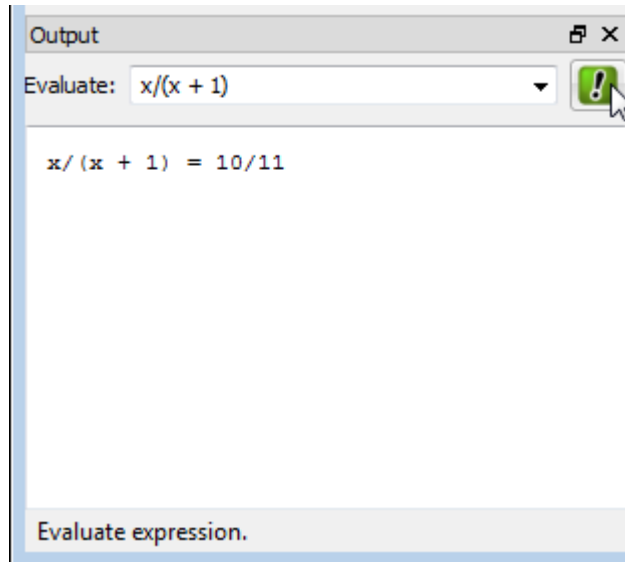 Output
Evaluate: x/(x + 1)
x/(x + 1) = 10/11
Evaluate expression.